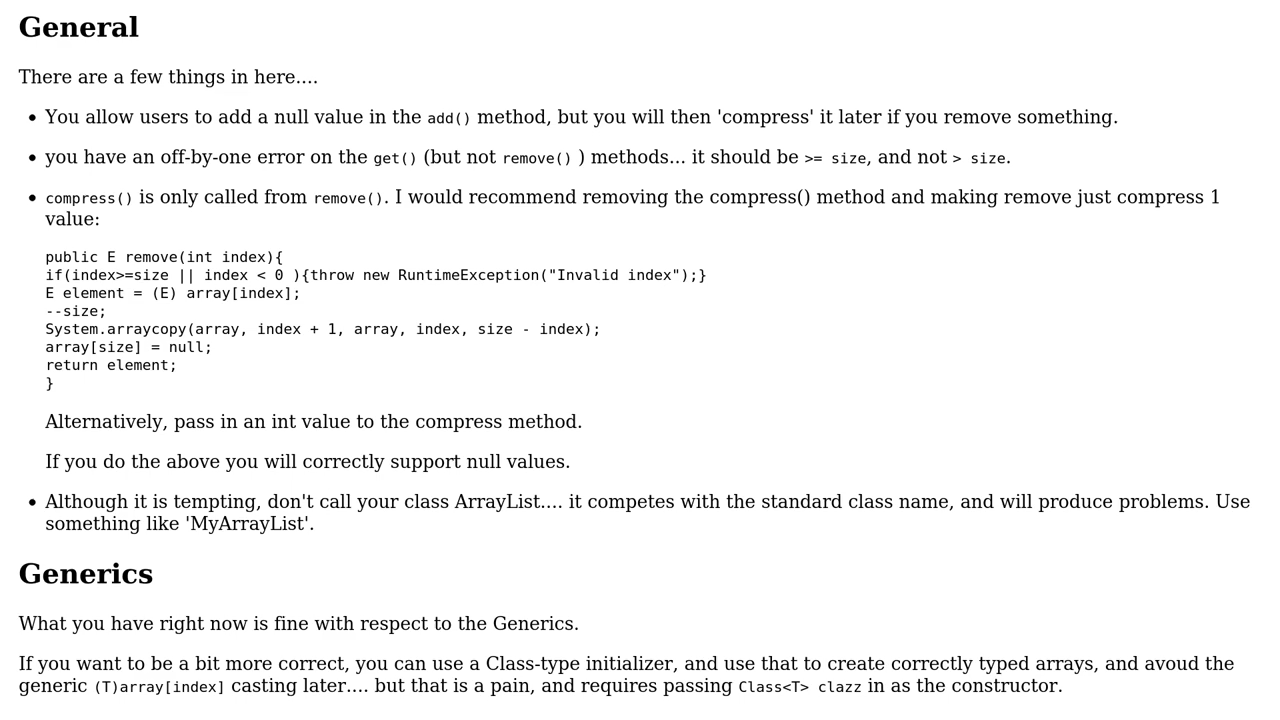 General
There are a few things in here....
• You allow users to add a null value in the add() method, but you will then 'compress' it later if you remove something.
• you have an off-by-one error on the get() (but not remove() ) methods... it should be >= size, and not > size.
• compress() is only called from remove(). I would recommend removing the compress() method and making remove just compress 1
value:
public E remove(int index){
if(index>=size || index < 0 ){throw new RuntimeException("Invalid index");}
E element = (E) array[index];
--size;
System.arraycopy(array, index + 1, array, index, size - index);
array[size] = null;
return element;
}
Alternatively, pass in an int value to the compress method.
If you do the above you will correctly support null values.
• Although it is tempting, don't call your class ArrayList.... it competes with the standard class name, and will produce problems. Use
something like 'MyArrayList'.
Generics
What you have right now is fine with respect to the Generics.
If you want to be a bit more correct, you can use a Class-type initializer, and use that to create correctly typed arrays, and avoud the
generic (T)array[index] casting later.... but that is a pain, and requires passing Class<T> clazz in as the constructor.